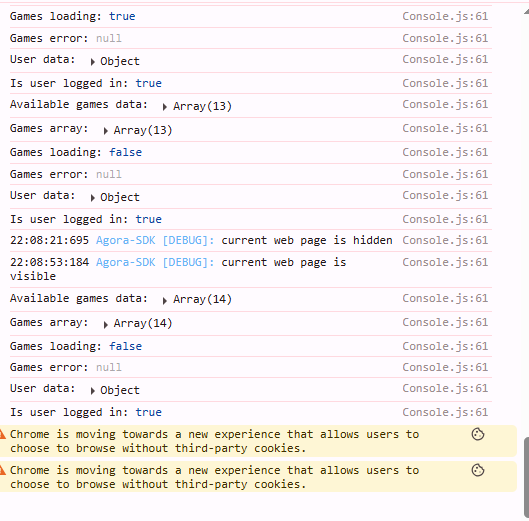 Games loading: true Console.js:61
Games error: null Console.js:61
User data: Object Console.js:61
Is user logged in: true Console.js:61
Available games data: Array(13) Console.js:61
Games array: Array(13) Console.js:61
Games loading: false Console.js:61
Games error: null Console.js:61
User data: Object Console.js:61
Is user logged in: true Console.js:61
22:08:21:695 Agora-SDK [DEBUG]: current web page is hidden Console.js:61
22:08:53:184 Agora-SDK [DEBUG]: current web page is Console.js:61
visible
Available games data: Array(14) Console.js:61
Games array: Array(14) Console.js:61
Games loading: false Console.js:61
Games error: null Console.js:61
User data: Object Console.js:61
Is user logged in: true Console.js:61
Chrome is moving towards a new experience that allows users to
choose to browse without third-party cookies.
Chrome is moving towards a new experience that allows users to
choose to browse without third-party cookies.